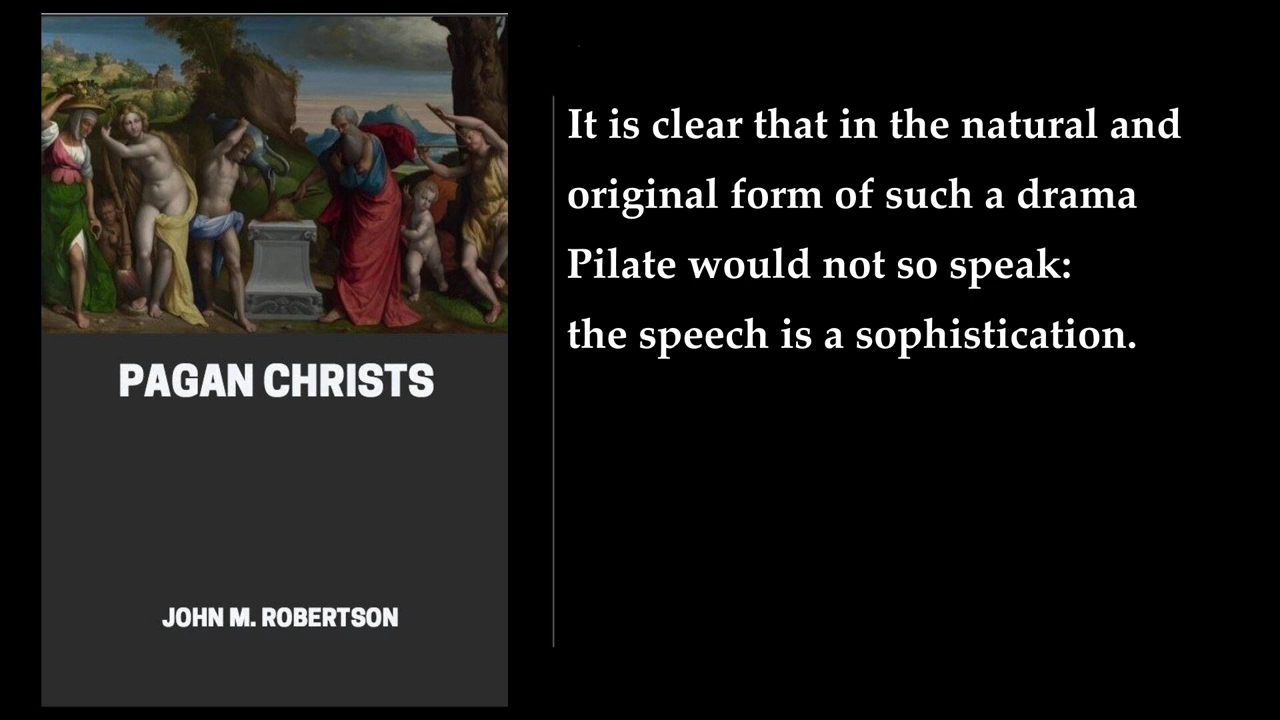 PAGAN CHRISTS
JOHN M. ROBERTSON
It is clear that in the natural and
original form of such a drama
Pilate would not so speak:
the speech is a sophistication.